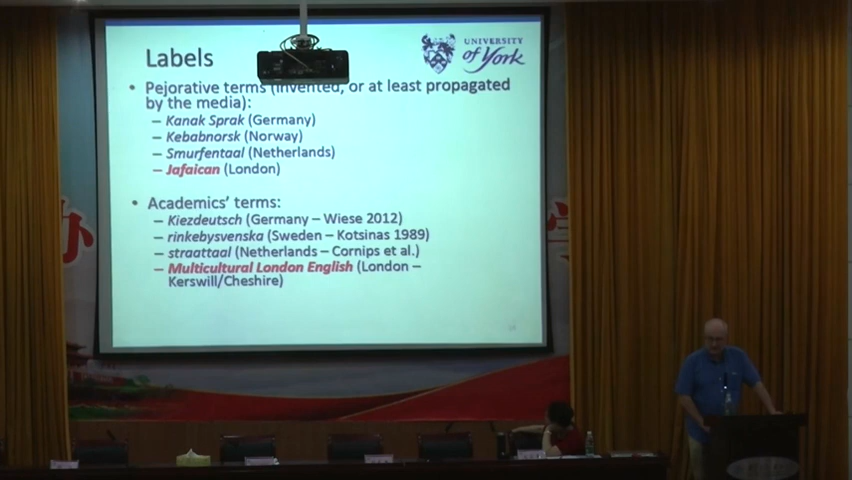 Labels
UNIVERSITY
of York
• Pejorative terms (invented, or at least propagated
by the media):
– Kanak Sprak (Germany)
– Kebabnorsk (Norway)
– Smurfentaal (Netherlands)
– Jafaican (London)
• Academics’ terms:
– Kiezdeutsch (Germany – Wiese 2012)
– rinkebysvenska (Sweden – Kotsinas 1989)
– straattaal (Netherlands – Cornips et al.)
– Multicultural London English (London –
Kerswill/Cheshire)